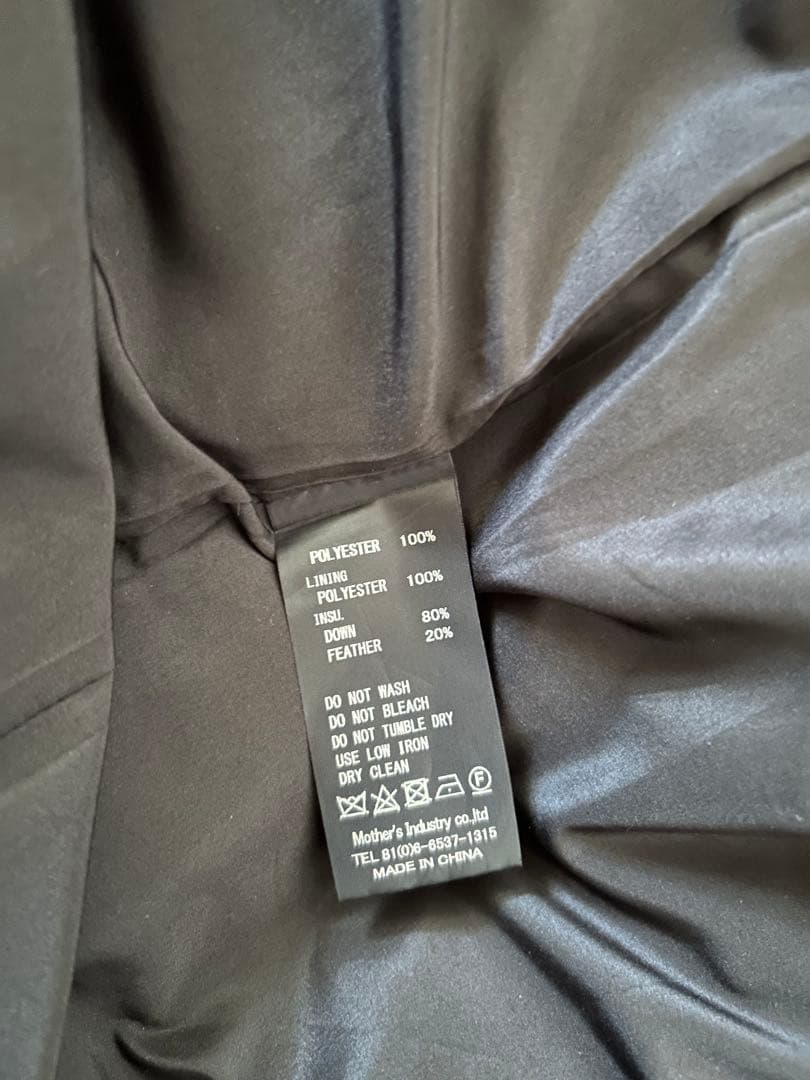 POLYESTER 100%
LINING
POLYESTER 100%
INSU.
DOWN 80%
FEATHER 20%
DO NOT WASH
DO NOT BLEACH
DO NOT TUMBLE DRY
USE LOW IRON
DRY CLEAN
F
Mother's Industry co.,ltd
TEL 81(0)6-6537-1315
MADE IN CHINA